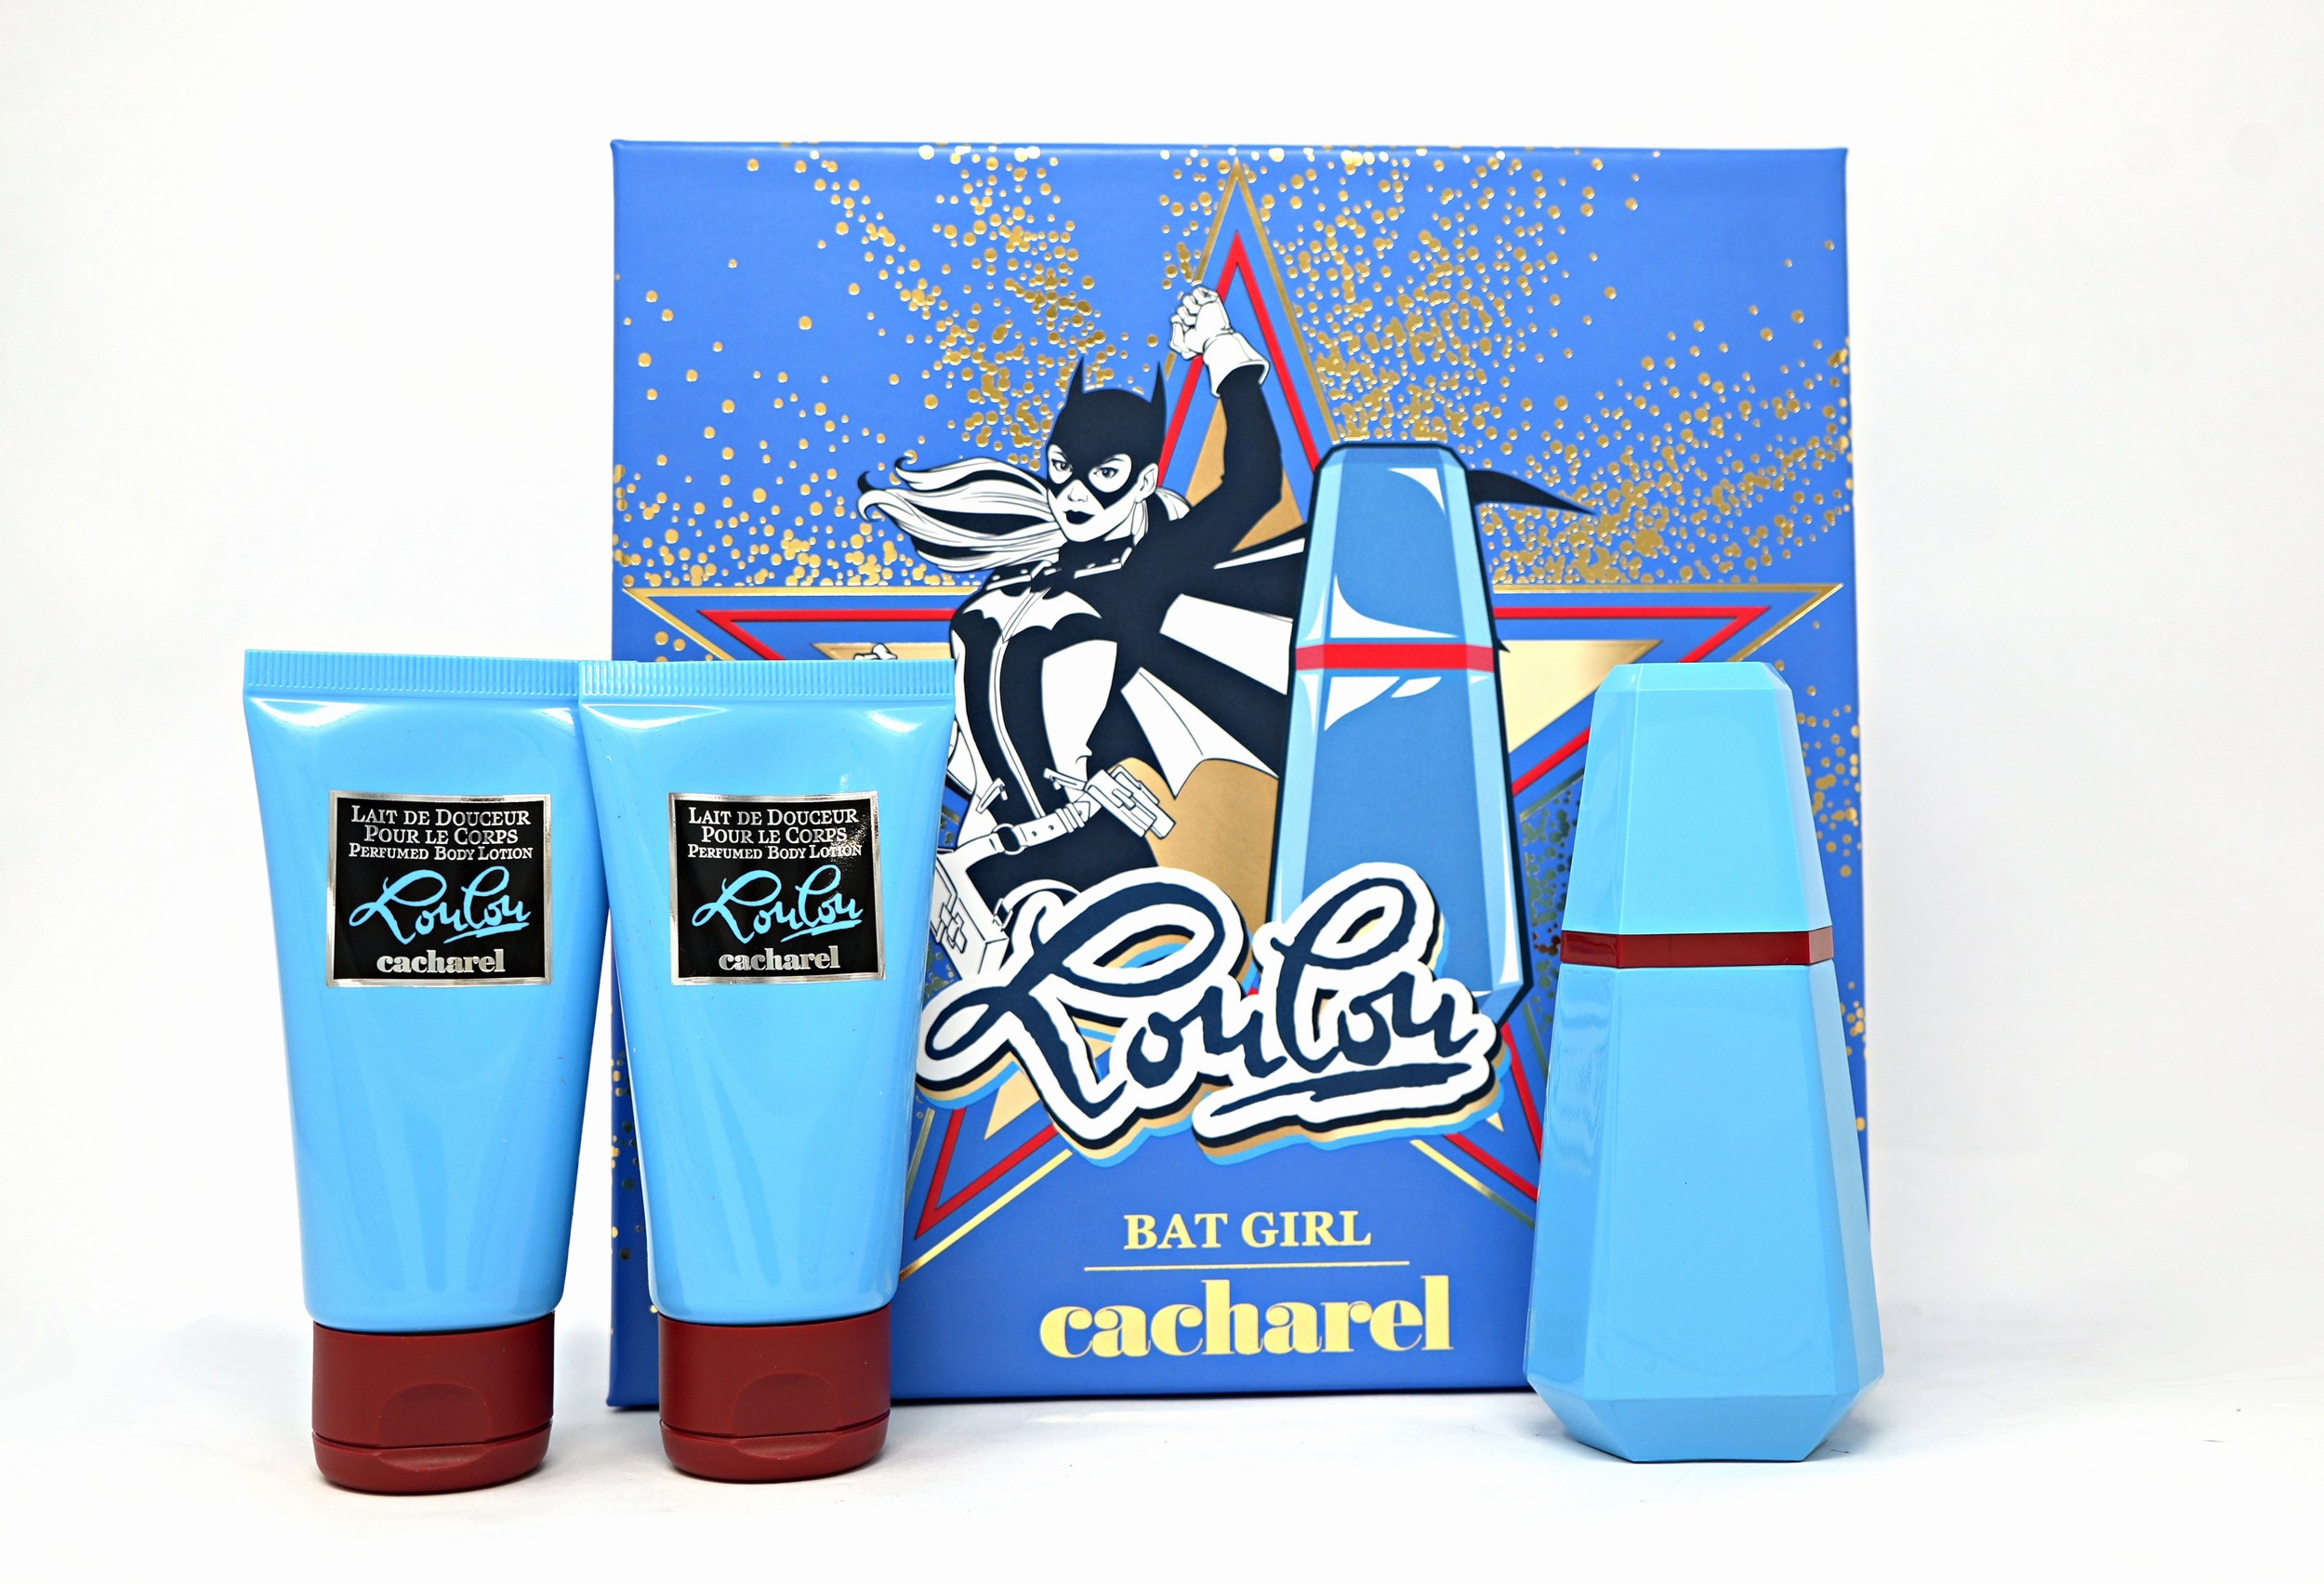 LAIT DE DOUCEUR
POUR LE CORPS
PERFUMED BODY LOTION
Loulou
cacharel
LAIT DE DOUCEUR
POUR LE CORPS
PERFUMED BODY LOTION
Loulou
cacharel
Loulou
BAT GIRL
cacharel